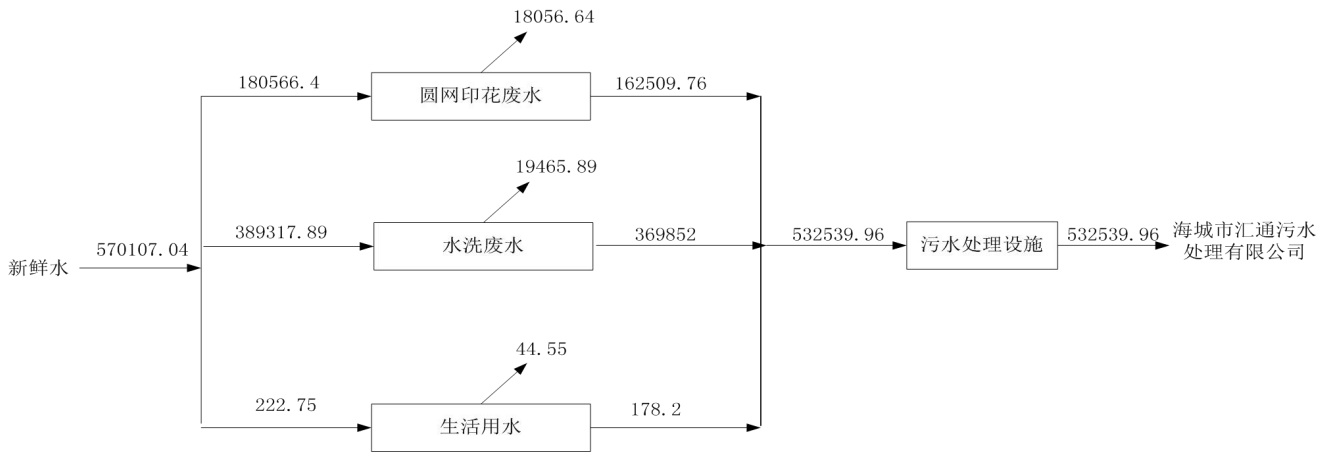 18056.64
180566.4
圆网印花废水
162509.76
19465.89
新鲜水
570107.04
389317.89
水洗废水
369852
532539.96
污水处理设施
532539.96
海城市汇通污水
处理有限公司
44.55
222.75
生活用水
178.2